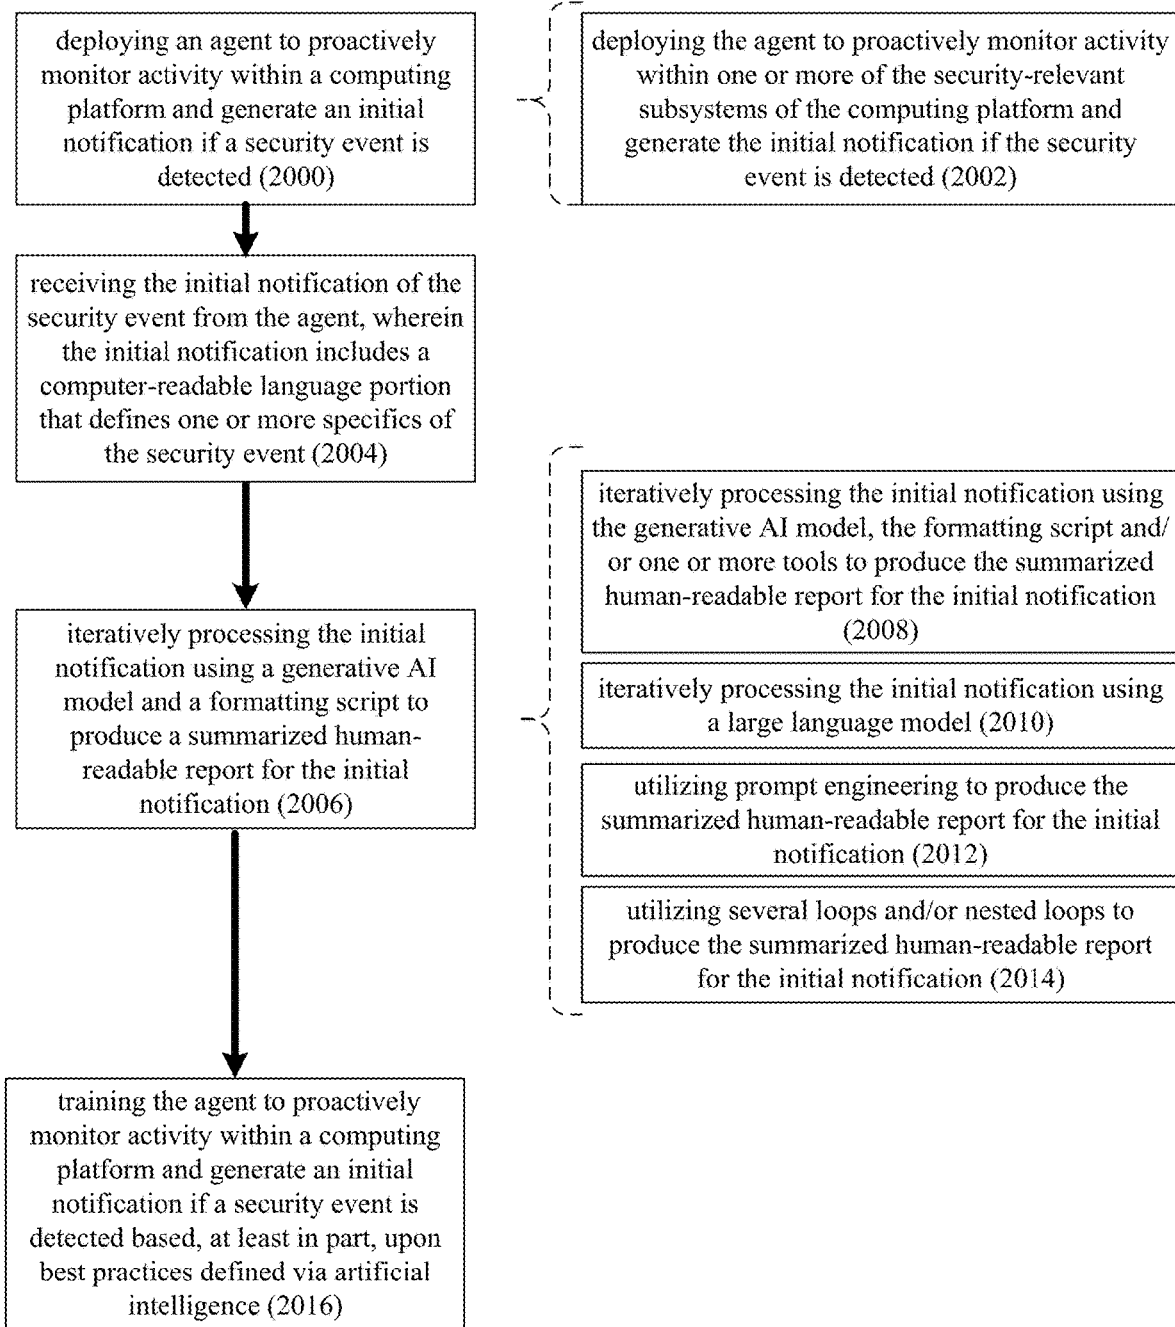 deploying an agent to proactively
monitor activity within a computing
platform and generate an initial
notification if a security event is
detected (2000)
deploying the agent to proactively monitor activity
within one or more of the security-relevant
subsystems of the computing platform and
generate the initial notification if the security
event is detected (2002)
receiving the initial notification of the
security event from the agent, wherein
the initial notification includes a
computer-readable language portion
that defines one or more specifics of
the security event (2004)
iteratively processing the initial
notification using a generative AI
model and a formatting script to
produce a summarized human-
readable report for the initial
notification (2006)
iteratively processing the initial notification using
the generative AI model, the formatting script and/
or one or more tools to produce the summarized
human-readable report for the initial notification
(2008)
iteratively processing the initial notification using
a large language model (2010)
utilizing prompt engineering to produce the
summarized human-readable report for the initial
notification (2012)
utilizing several loops and/or nested loops to
produce the summarized human-readable report
for the initial notification (2014)
training the agent to proactively
monitor activity within a computing
platform and generate an initial
notification if a security event is
detected based, at least in part, upon
best practices defined via artificial
intelligence (2016)